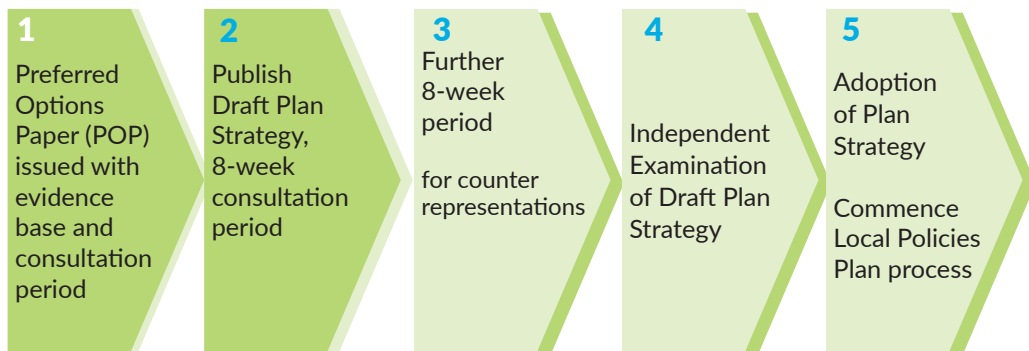 1
Preferred
Options
Paper (POP)
issued with
evidence
base and
consultation
period
2
Publish
Draft Plan
Strategy,
8-week
consultation
period
3
Further
8-week
period
for counter
representations
4
Independent
Examination
of Draft Plan
Strategy
5
Adoption
of Plan
Strategy
Commence
Local Policies
Plan process